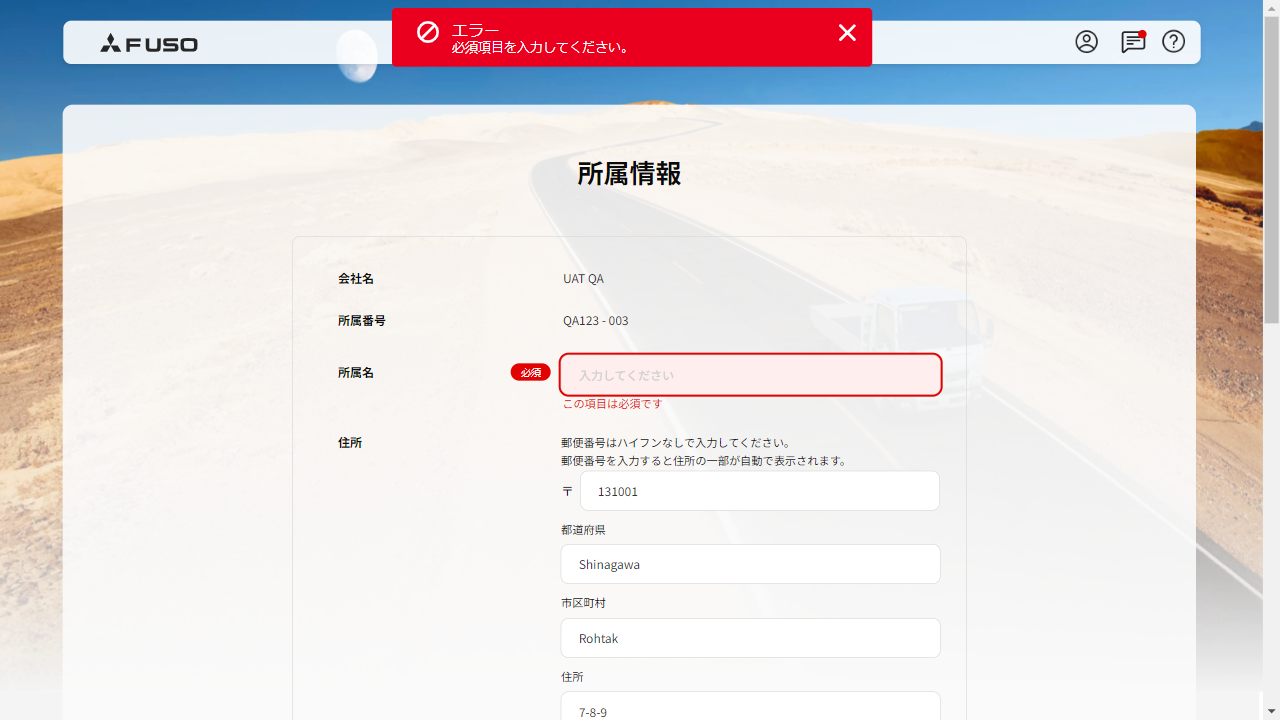 FUSO
エラー
必須項目を入力してください。
所属情報
会社名
UAT QA
所属番号
QA123 - 003
所属名
必須
入力してください
この項目は必須です
住所
郵便番号はハイフンなしで入力してください。
郵便番号を入力すると住所の一部が自動で表示されます。
〒
131001
都道府県
Shinagawa
市区町村
Rohtak
住所
7-8-9